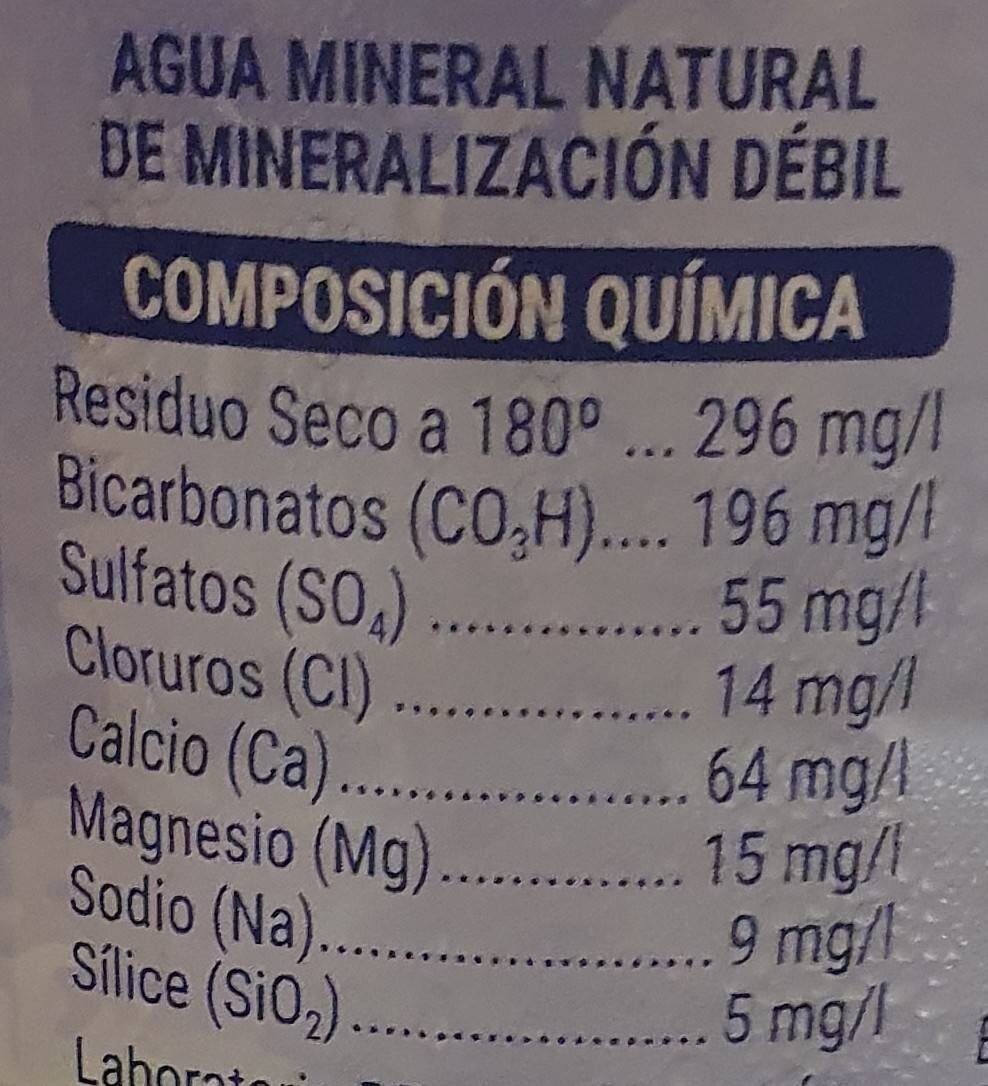 AGUA MINERAL NATURAL
DE MINERALIZACIÓN DÉBIL
COMPOSICIÓN QUÍMICA
Residuo Seco a 180º ... 296 mg/l
Bicarbonatos (CO₃H).... 196 mg/l
Sulfatos (SO₄) ............... 55 mg/l
Cloruros (Cl) ................. 14 mg/l
Calcio (Ca).................... 64 mg/l
Magnesio (Mg).............. 15 mg/l
Sodio (Na)....................... 9 mg/l
Sílice (SiO₂)..................... 5 mg/l